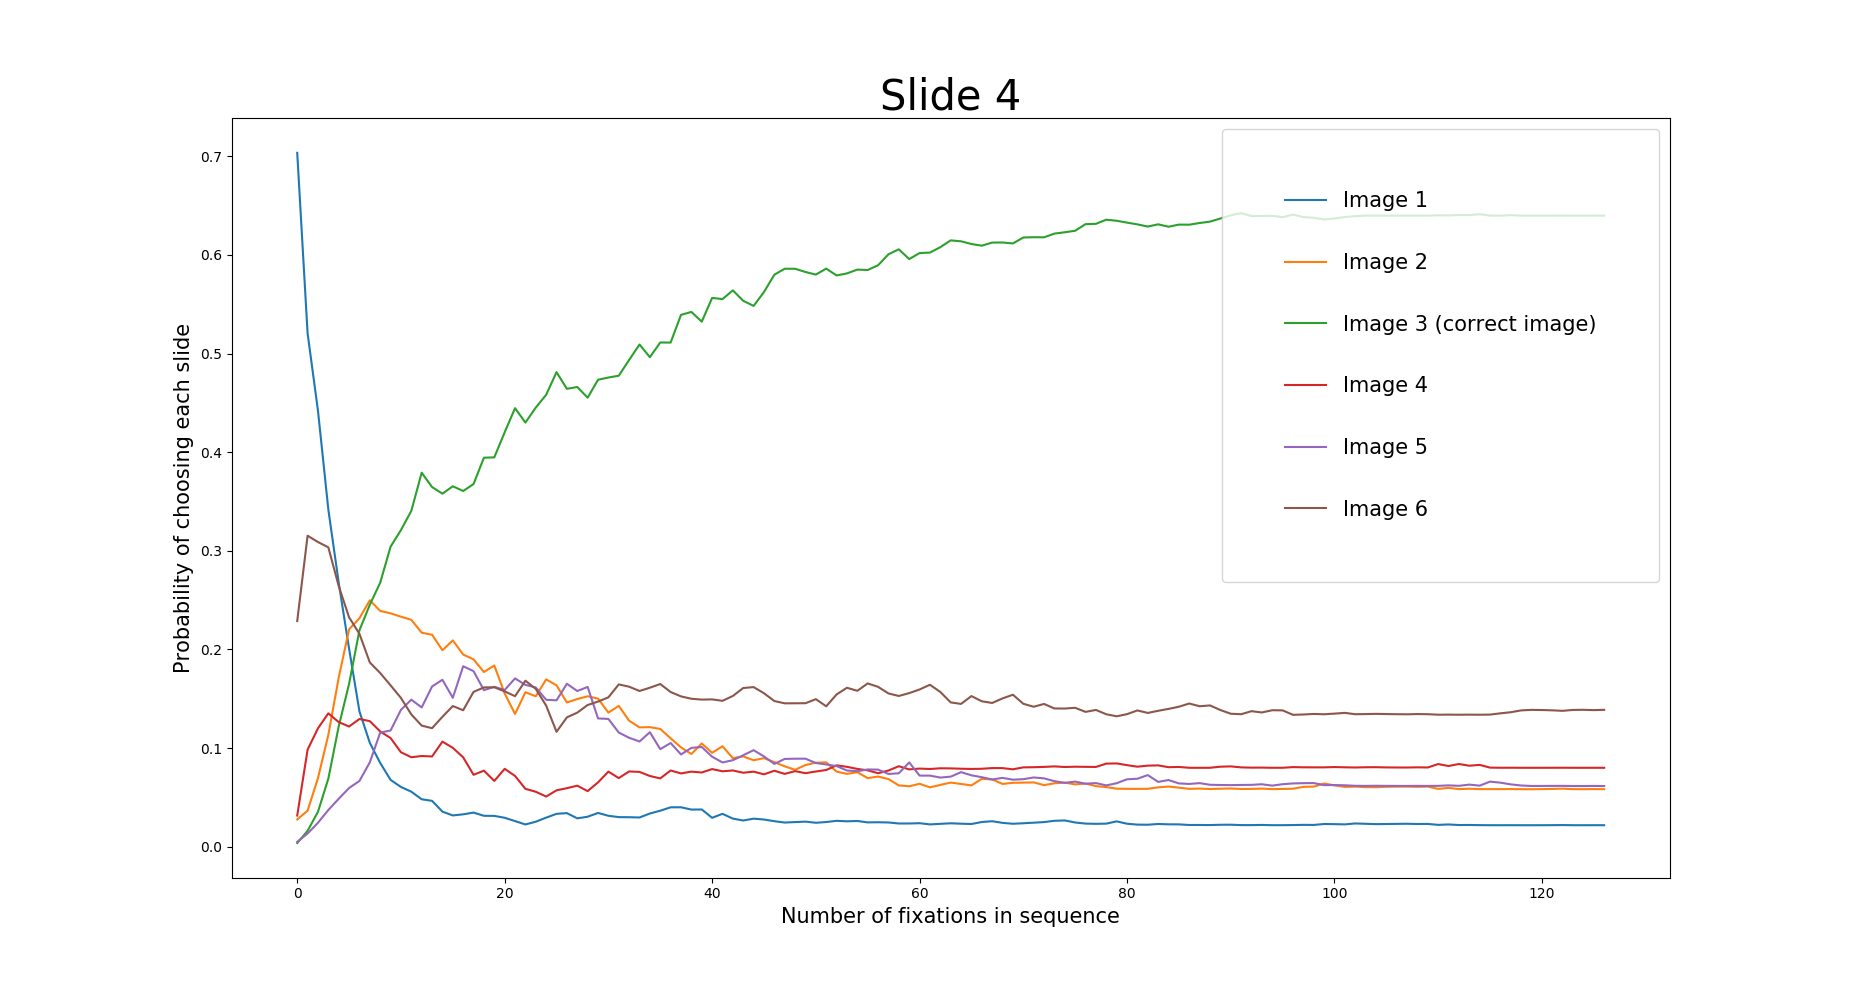 Slide 4
Probability of choosing each slide
0.7
0.6
0.5
0.4
0.3
0.2
0.1
0.0
Image 1
Image 2
Image 3 (correct image)
Image 4
Image 5
Image 6
0 20 40 60 80 100 120
Number of fixations in sequence